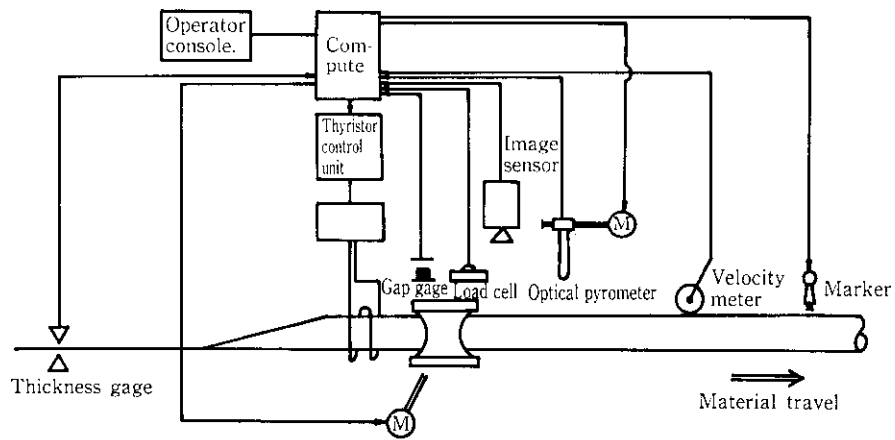 Operator
console.
Com-
pute
Thyristor
control
unit
Image
sensor
M
Gap gage
Load cell
Optical pyrometer
Velocity
meter
Marker
Thickness gage
M
Material travel